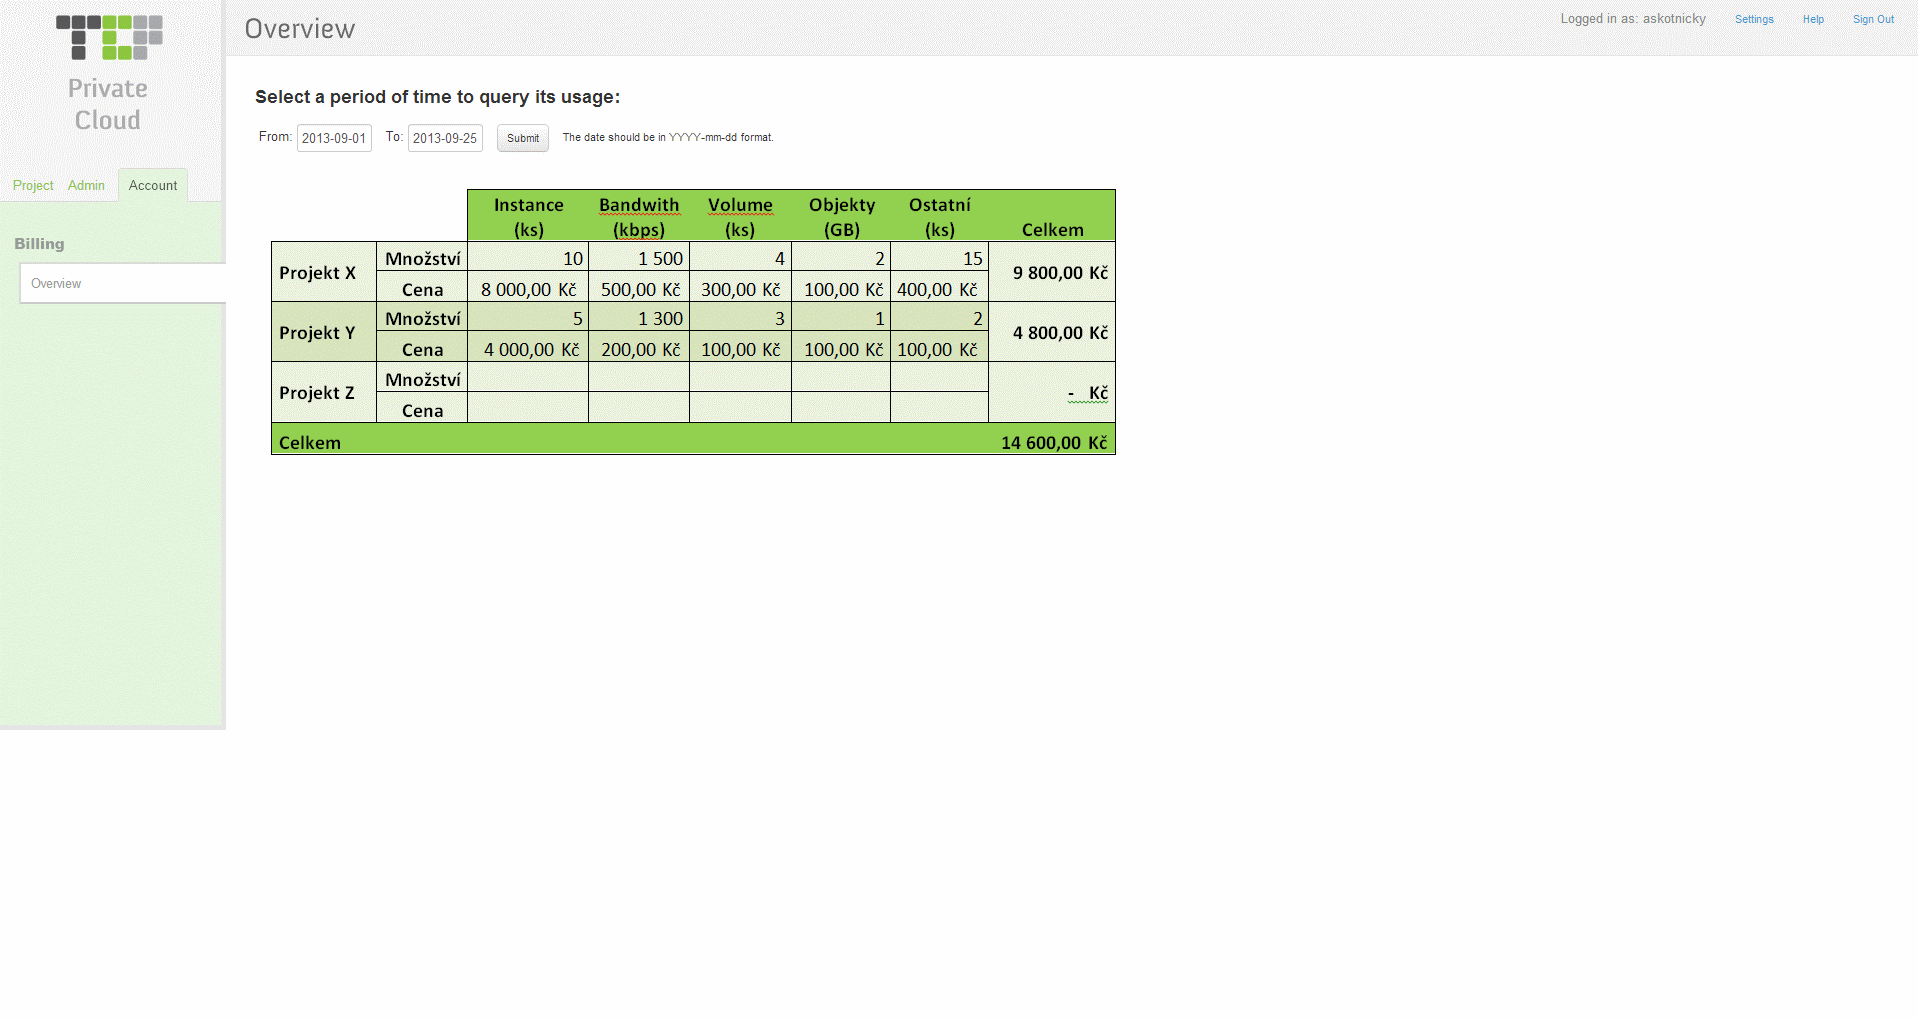 TCP
Private
Cloud
Overview
Logged in as: askotnicky Settings Help Sign Out
Project Admin Account
Billing
Overview
Select a period of time to query its usage:
From: 2013-09-01 To: 2013-09-25 Submit The date should be in YYYY-mm-dd format.
Instance Bandwith Volume Objekty Ostatní
(ks) (kbps) (ks) (GB) (ks) Celkem
Projekt X Množství 10 1 500 4 2 15 9 800,00 Kč
Cena 8 000,00 Kč 500,00 Kč 300,00 Kč 100,00 Kč 400,00 Kč
Projekt Y Množství 5 1 300 3 1 2 4 800,00 Kč
Cena 4 000,00 Kč 200,00 Kč 100,00 Kč 100,00 Kč 100,00 Kč
Projekt Z Množství - Kč
Cena
Celkem 14 600,00 Kč